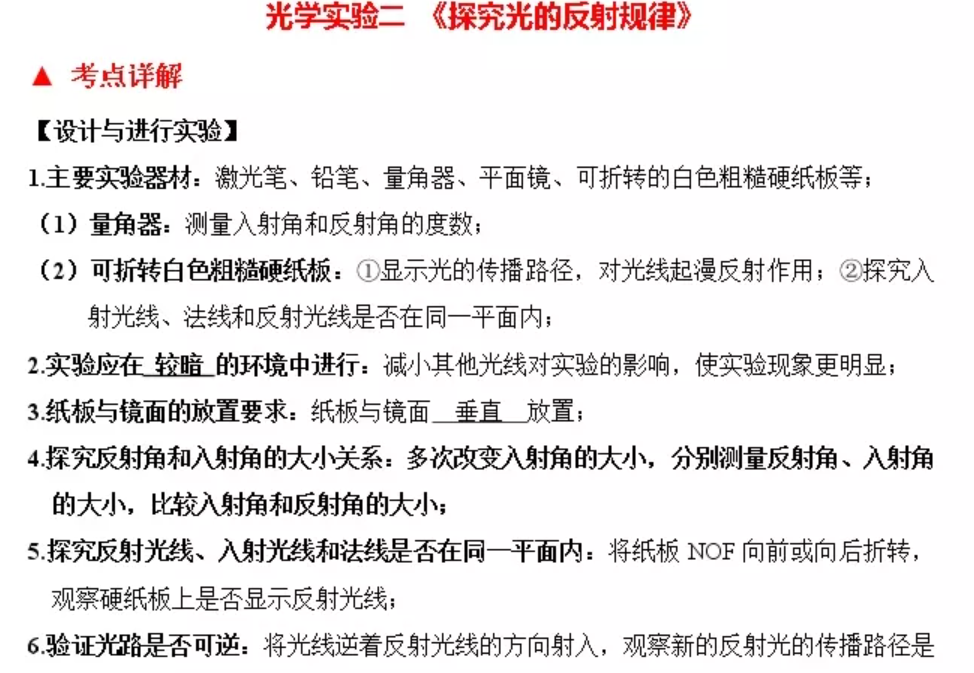 光学实验二 《探究光的反射规律》
▲ 考点详解
【设计与进行实验】
1.主要实验器材：激光笔、铅笔、量角器、平面镜、可折转的白色粗糙硬纸板等；
（1）量角器：测量入射角和反射角的度数；
（2）可折转白色粗糙硬纸板：①显示光的传播路径，对光线起漫反射作用；②探究入
射光线、法线和反射光线是否在同一平面内；
2.实验应在 较暗 的环境中进行：减小其他光线对实验的影响，使实验现象更明显；
3.纸板与镜面的放置要求：纸板与镜面 垂直 放置；
4.探究反射角和入射角的大小关系：多次改变入射角的大小，分别测量反射角、入射角
的大小，比较入射角和反射角的大小；
5.探究反射光线、入射光线和法线是否在同一平面内：将纸板 NOF 向前或向后折转，
观察硬纸板上是否显示反射光线；
6.验证光路是否可逆：将光线逆着反射光线的方向射入，观察新的反射光的传播路径是